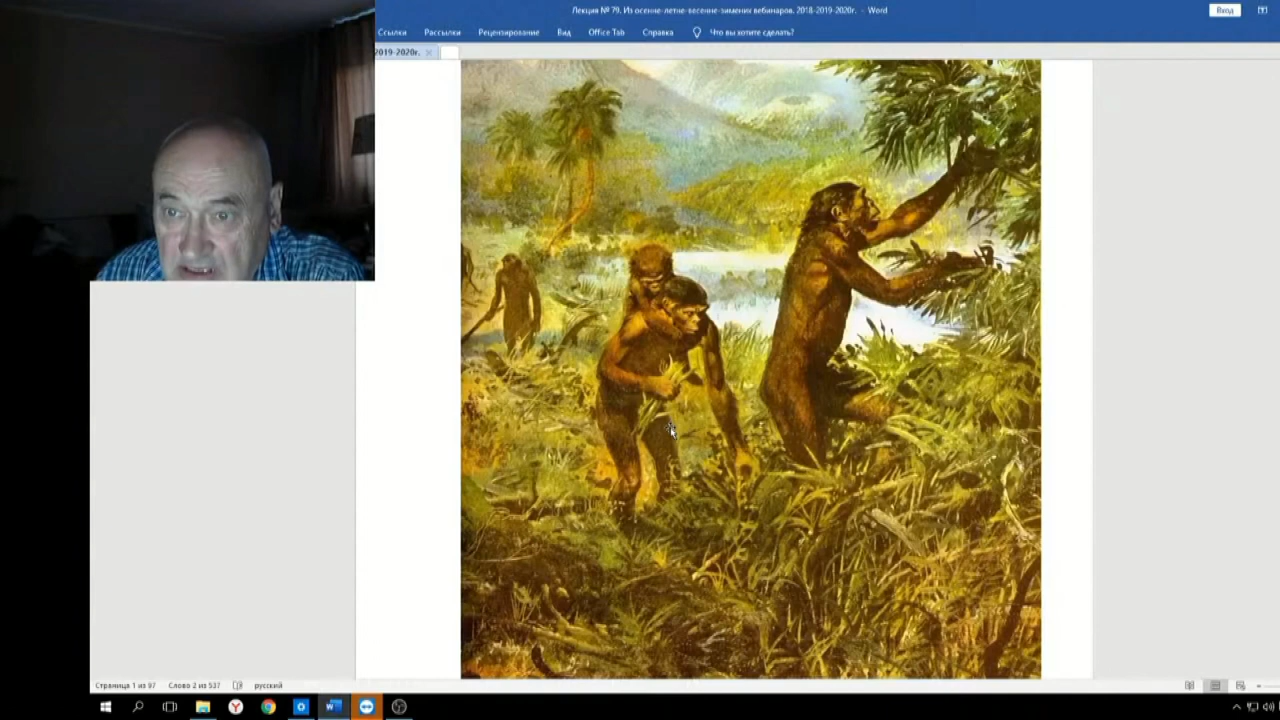 Лекция № 79. Из осенне-летне-весенне-зимних вебинаров. 2018-2019-2020г. - Word
Вход
Ссылки Рассылки Рецензирование Вид Office Tab Справка Что вы хотите сделать?
2019-2020г.
Страница 1 из 97 Слово 2 из 537 русский